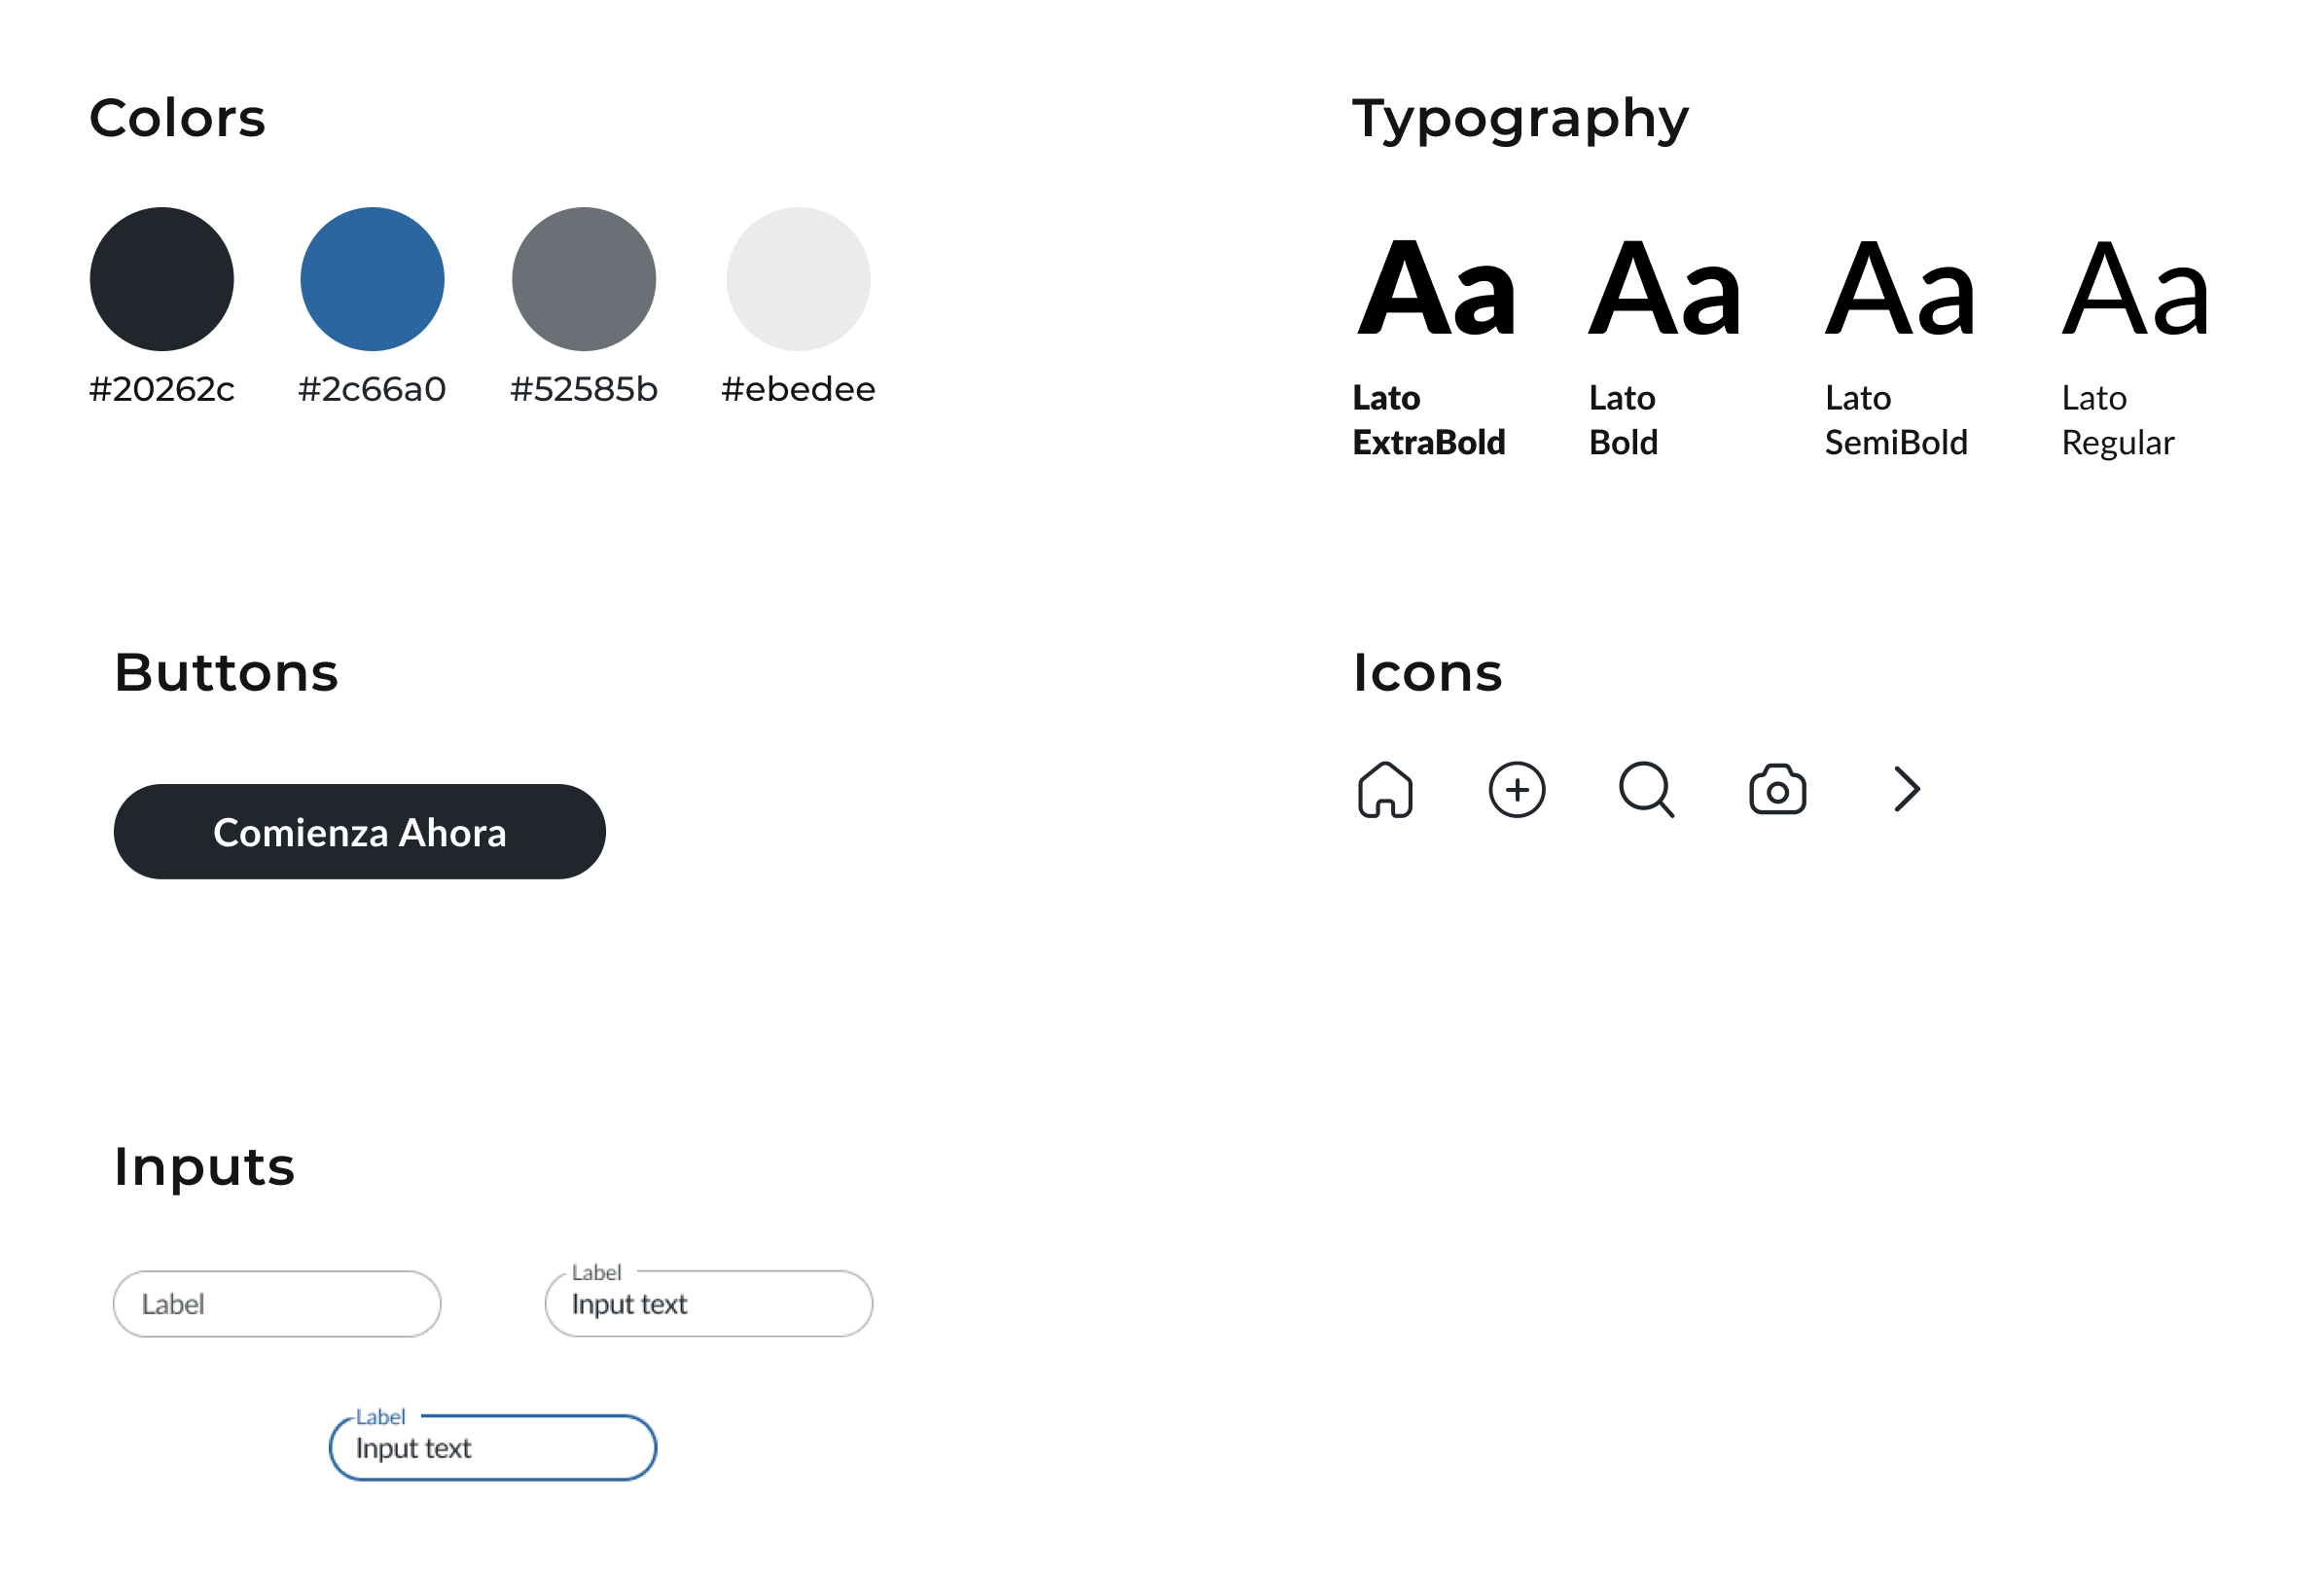 Colors
#20262c
#2c66a0
#52585b
#ebedee
Typography
Aa
Aa
Aa
Aa
Lato
ExtraBold
Lato
Bold
Lato
SemiBold
Lato
Regular
Buttons
Comienza Ahora
Icons
Inputs
Label
Label
Input text
Label
Input text